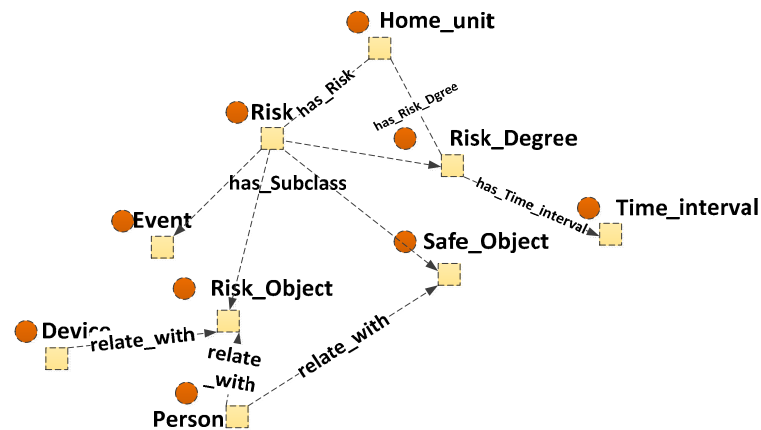 Home_unit
has_Risk
has_Risk_Dgree
Risk
Risk_Degree
has_Subclass
has_Time_interval
Time_interval
Event
Safe_Object
Risk_Object
Device
relate_with
relate
_with
relate_with
Person